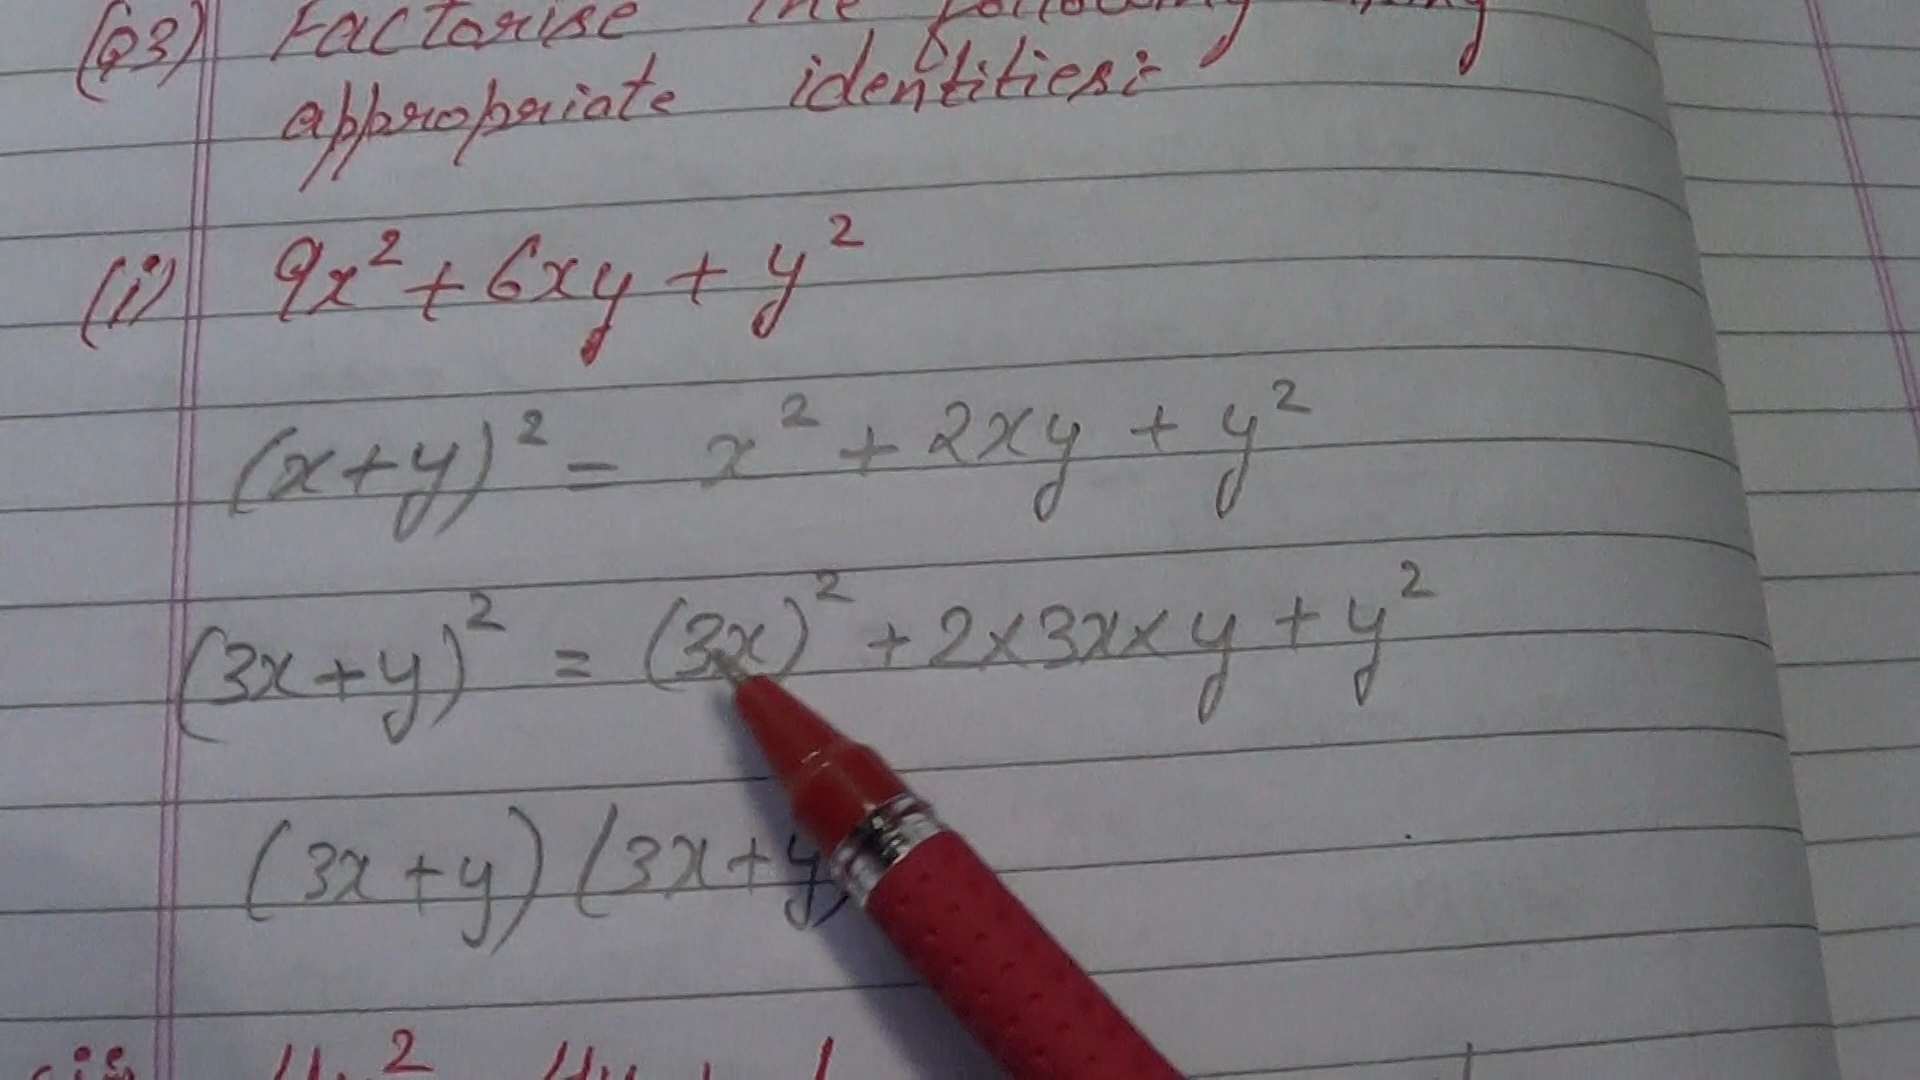 (Q3) Factorise the following using
appropriate identities:-
(i) 9x² + 6xy + y²
(x+y)² = x² + 2xy + y²
(3x+y)² = (3x)² + 2×3x×y + y²
(3x+y) (3x+y)